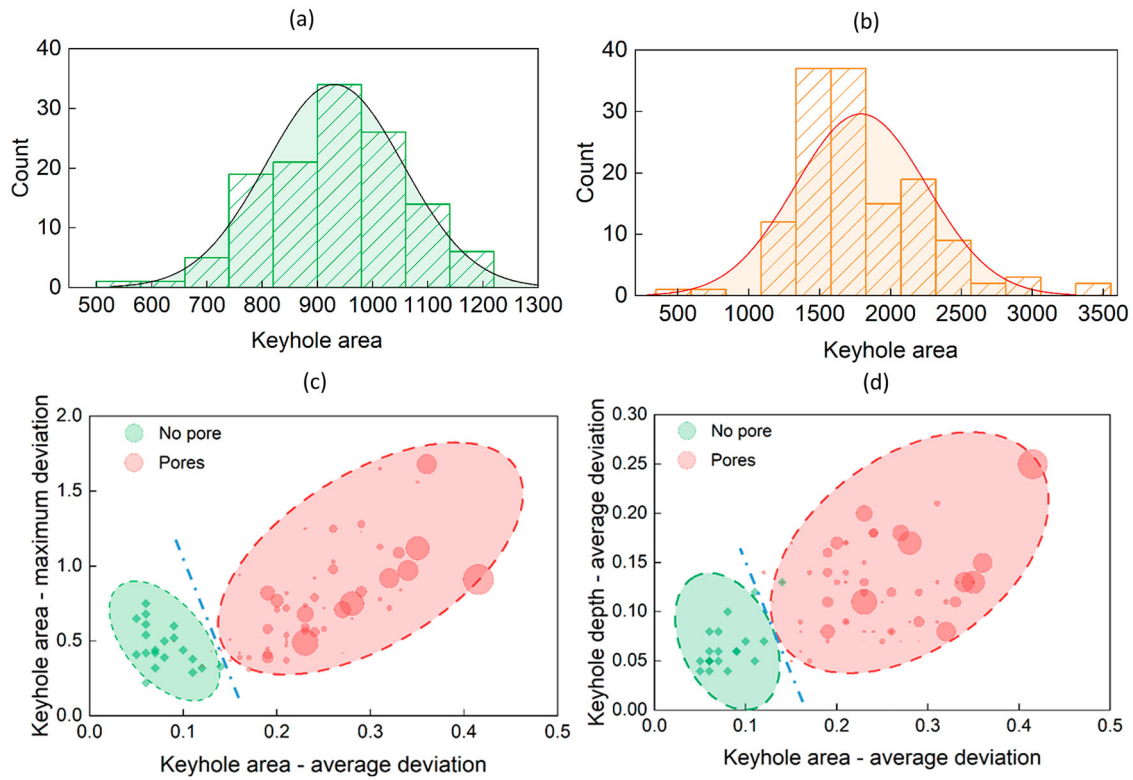 (a)
40
30
20
10
0
Count
500 600 700 800 900 1000 1100 1200 1300
Keyhole area
(b)
40
30
20
10
0
Count
500 1000 1500 2000 2500 3000 3500
Keyhole area
(c)
2.0
1.5
1.0
0.5
0.0
Keyhole area - maximum deviation
No pore
Pores
0.0 0.1 0.2 0.3 0.4 0.5
Keyhole area - average deviation
(d)
0.30
0.25
0.20
0.15
0.10
0.05
0.00
Keyhole depth - average deviation
No pore
Pores
0.0 0.1 0.2 0.3 0.4 0.5
Keyhole area - average deviation